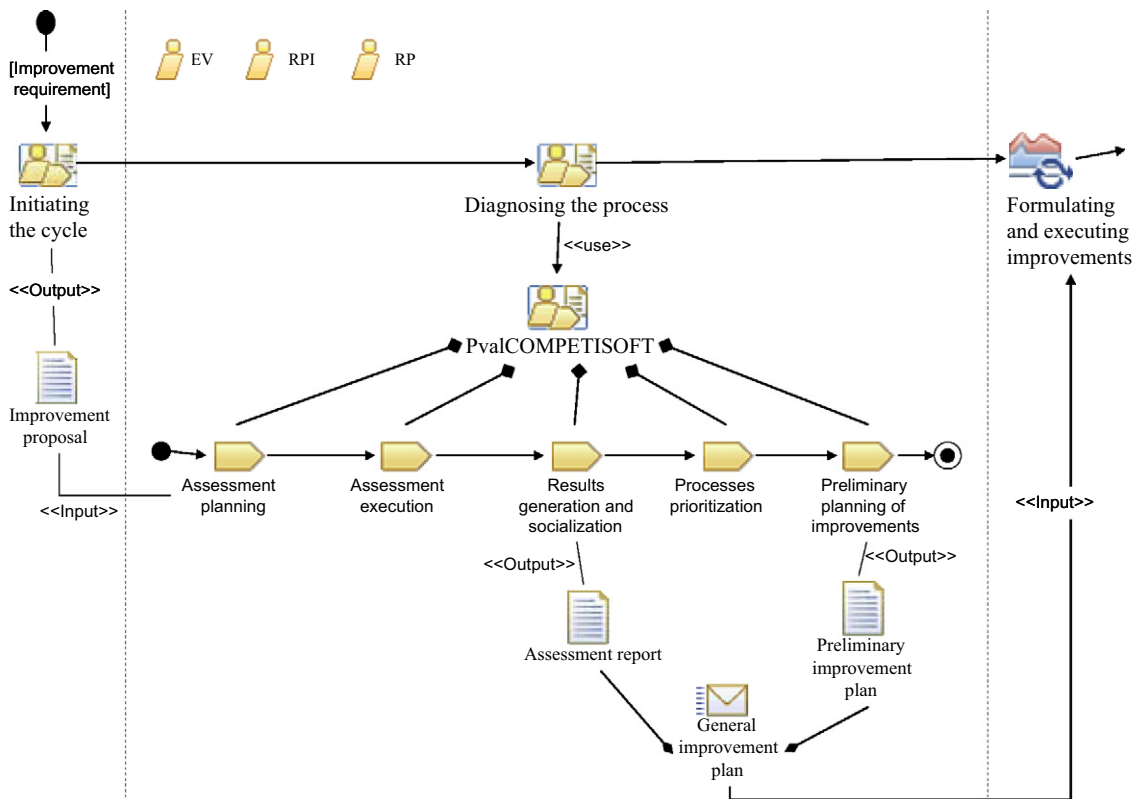 [Improvement
requirement]
EV
RPI
RP
Initiating
the cycle
Diagnosing the process
Formulating
and executing
improvements
<<use>>
<<Output>>
PvalCOMPETISOFT
Improvement
proposal
<<Input>>
Assessment
planning
Assessment
execution
Results
generation and
socialization
Processes
prioritization
Preliminary
planning of
improvements
<<Input>>
<<Output>>
<<Output>>
Assessment report
Preliminary
improvement
plan
General
improvement
plan